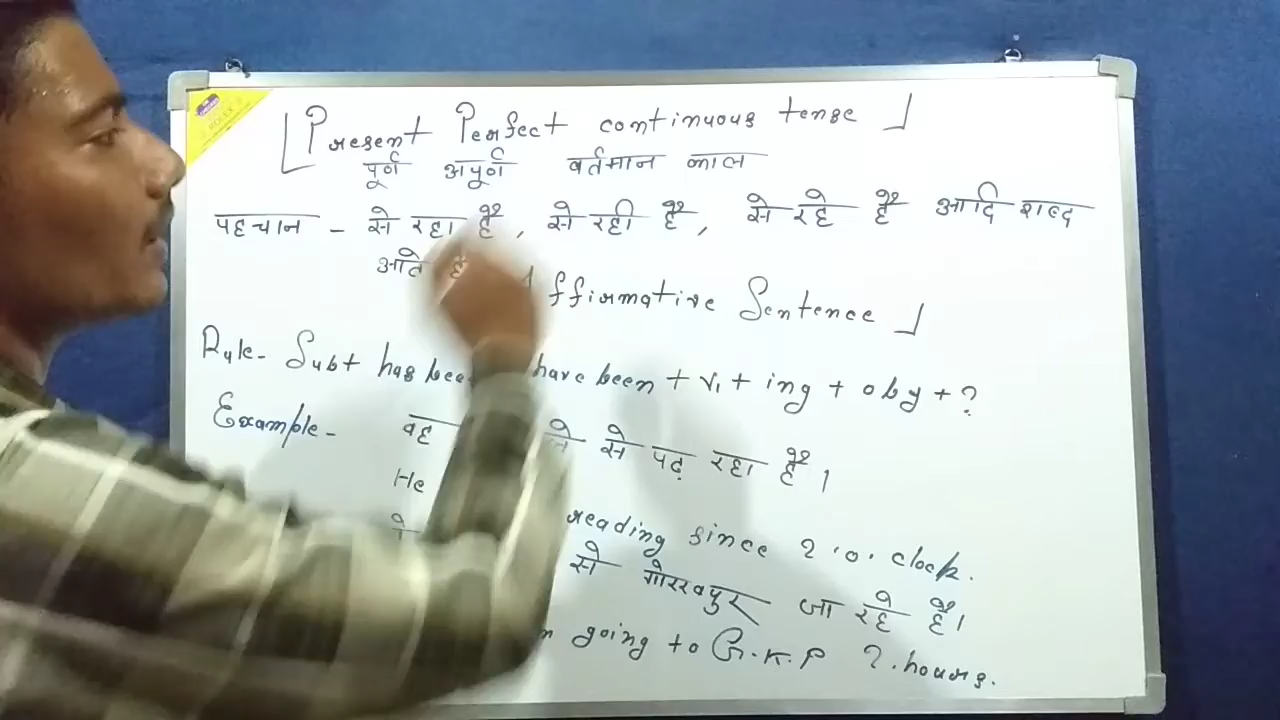 [Present Perfect continuous tense]
पूर्ण अपूर्ण वर्तमान काल
पहचान - से रहा है, से रही है, से रहे हैं आदि शब्द
आते
Affirmative Sentence]
Rule- Subt has been have been + V₁ + ing + oby + ?
Example- वह से पढ़ रहा है।
He reading since 2 'o' clock.
से गोरखपुर जा रहे हैं।
going to G.K.P 2. hours.